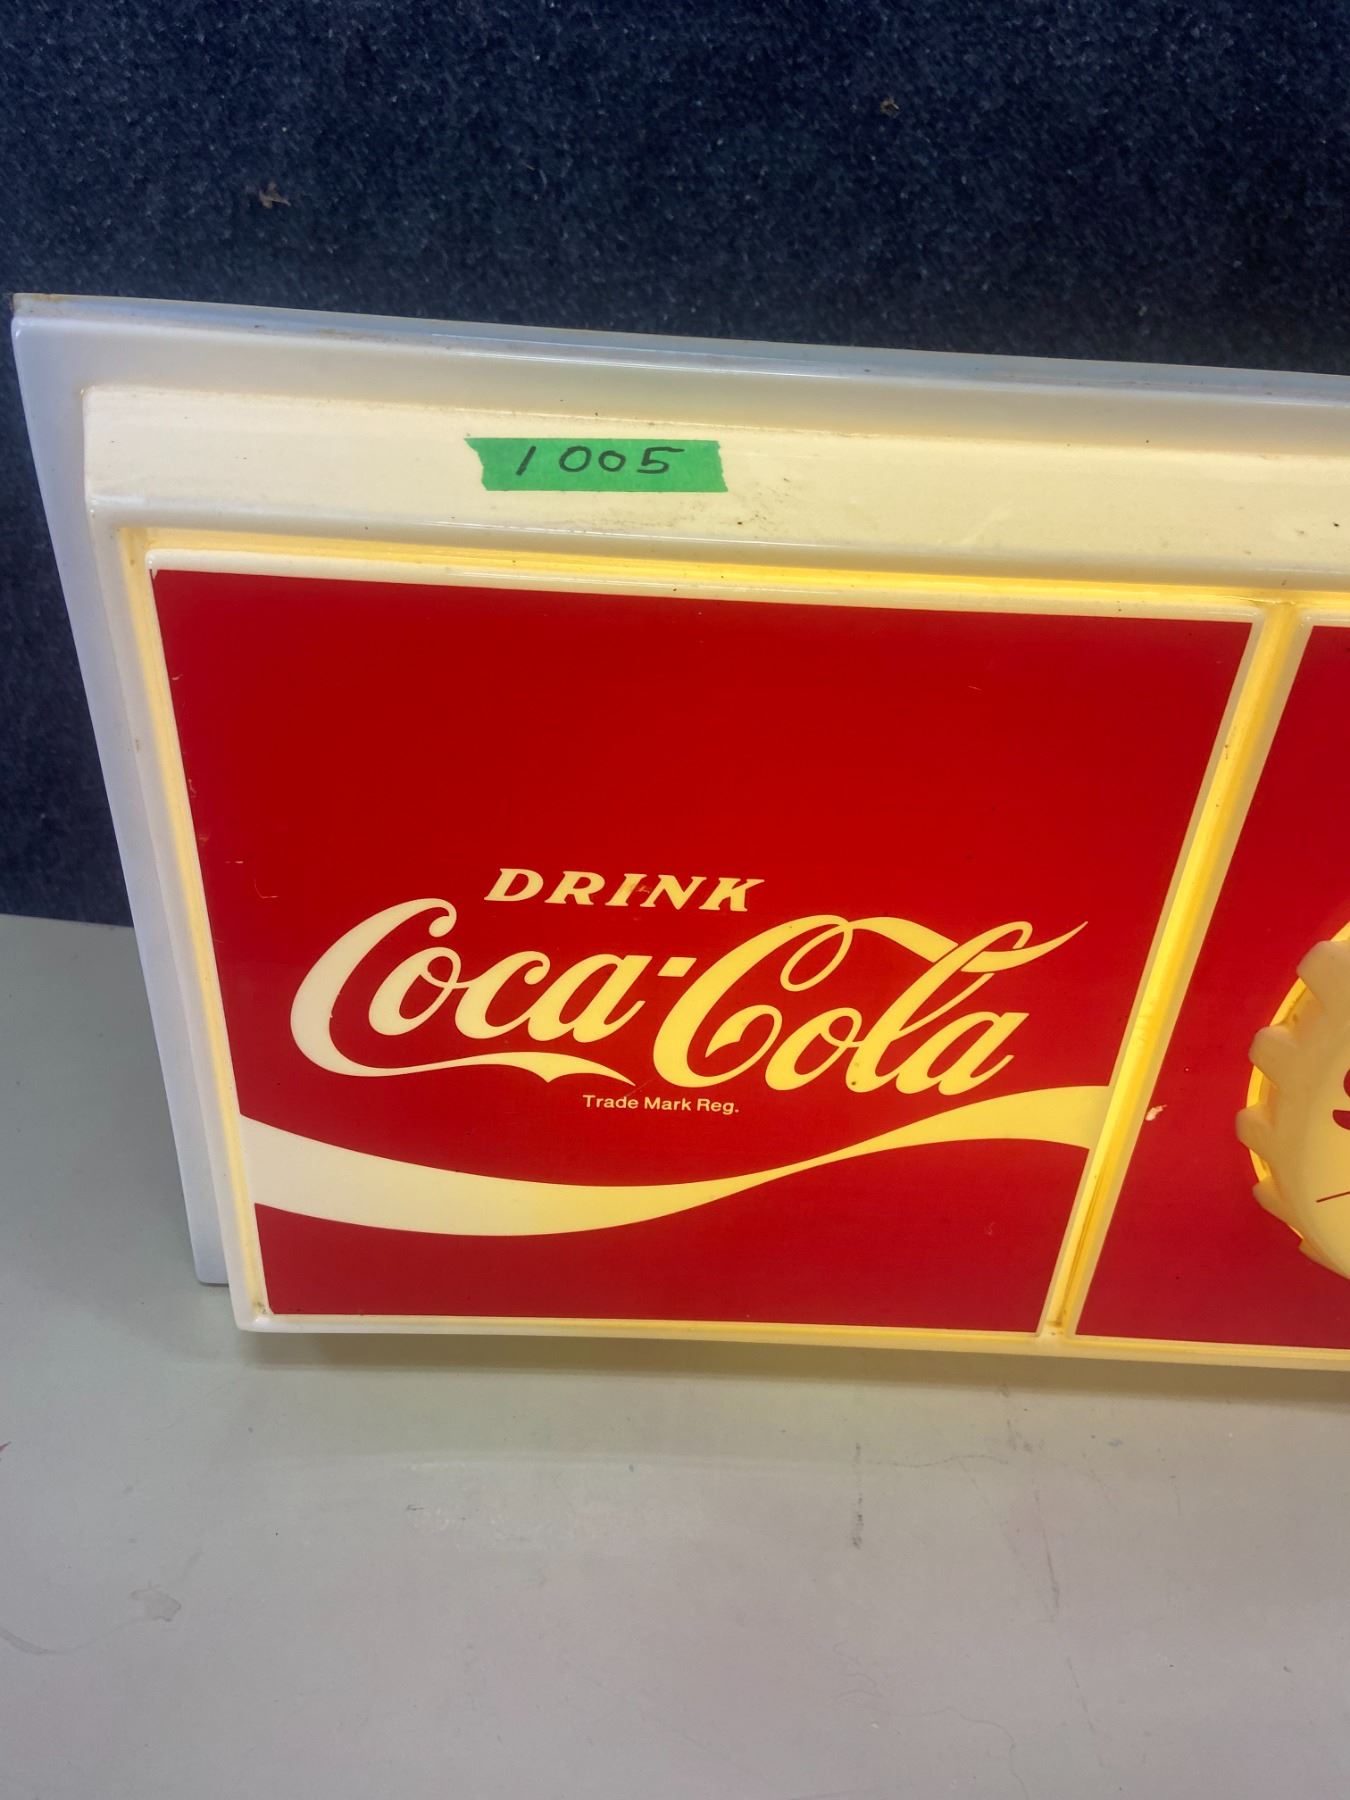 1005
DRINK
Coca-Cola
Trade Mark Reg.